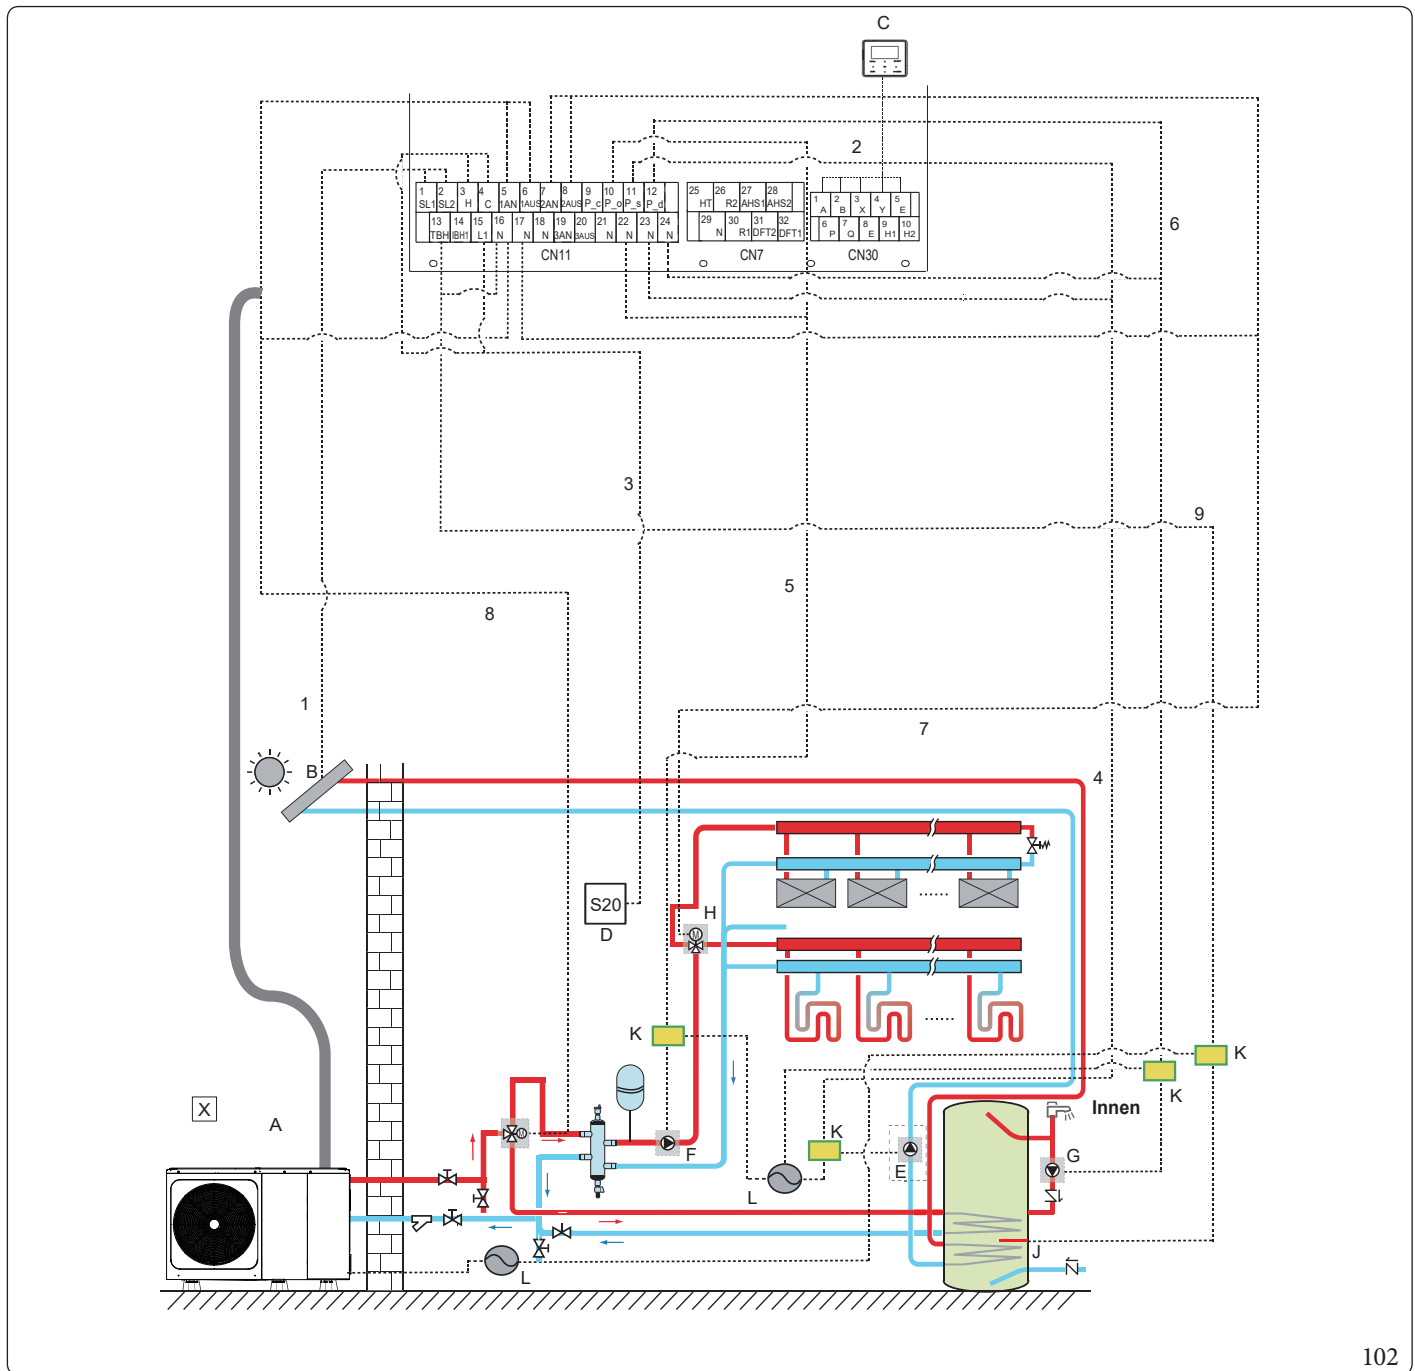 C
2
1 2 3 4 5 6 7 8 9 10 11 12
SL1 SL2 H C 1AN 1AUS 2AN 2AUS P_c P_o P_s P_d
13 14 15 16 17 18 19 20 21 22 23 24
TBH IBH1 L1 N N N 3AN 3AUS N N N N
CN11
25 26 27 28
HT R2 AHS1 AHS2
29 30 31 32
N R1 DFT2 DFT1
CN7
1 2 3 4 5
A B X Y E
6 7 8 9 10
P Q E H1 H2
CN30
6
3
9
5
8
1
7
B
4
S20
D
H
K
K
K
X
A
Innen
K
F
E
G
L
J
L
102